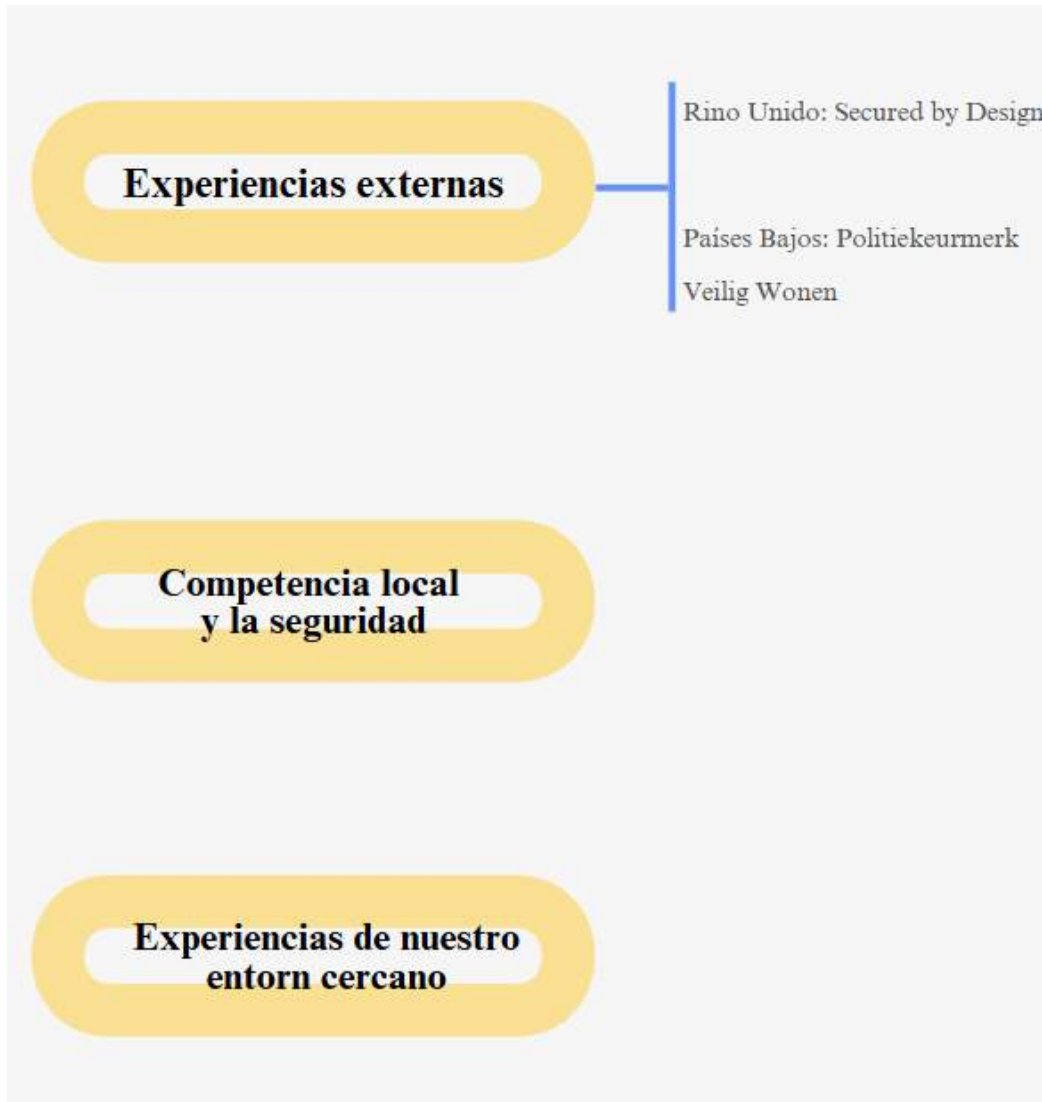 Experiencias externas
Rino Unido: Secured by Design
Países Bajos: Politiekeurmerk
Veilig Wonen
Competencia local
y la seguridad
Experiencias de nuestro
entorn cercano